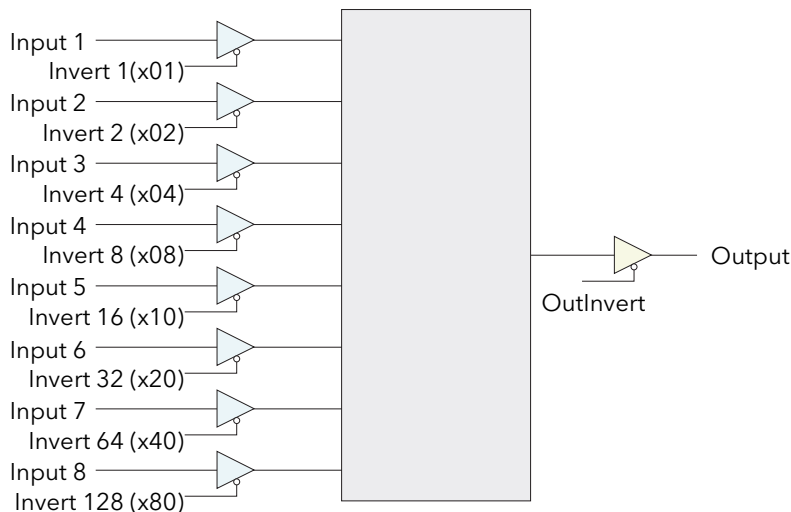 Input 1
Invert 1(x01)
Input 2
Invert 2 (x02)
Input 3
Invert 4 (x04)
Input 4
Invert 8 (x08)
Input 5
Invert 16 (x10)
Input 6
Invert 32 (x20)
Input 7
Invert 64 (x40)
Input 8
Invert 128 (x80)
Output
OutInvert